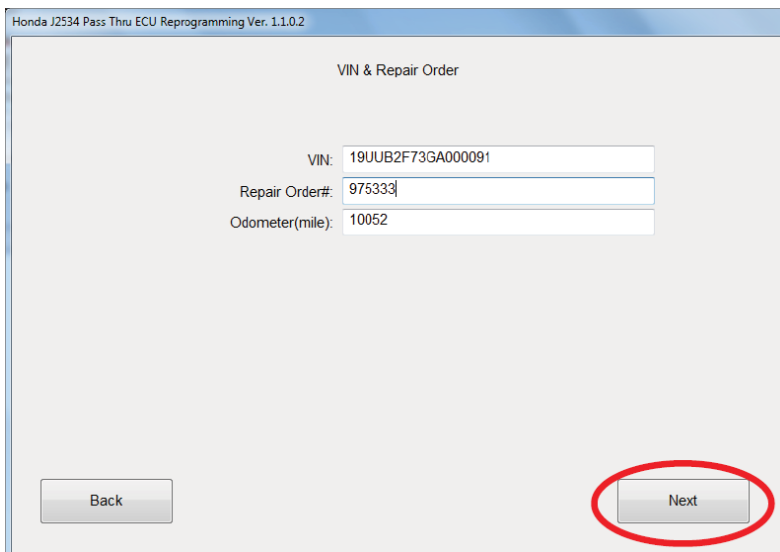 Honda J2534 Pass Thru ECU Reprogramming Ver. 1.1.0.2
VIN & Repair Order
VIN: 19UUB2F73GA000091
Repair Order#: 975333
Odometer(mile): 10052
Back Next